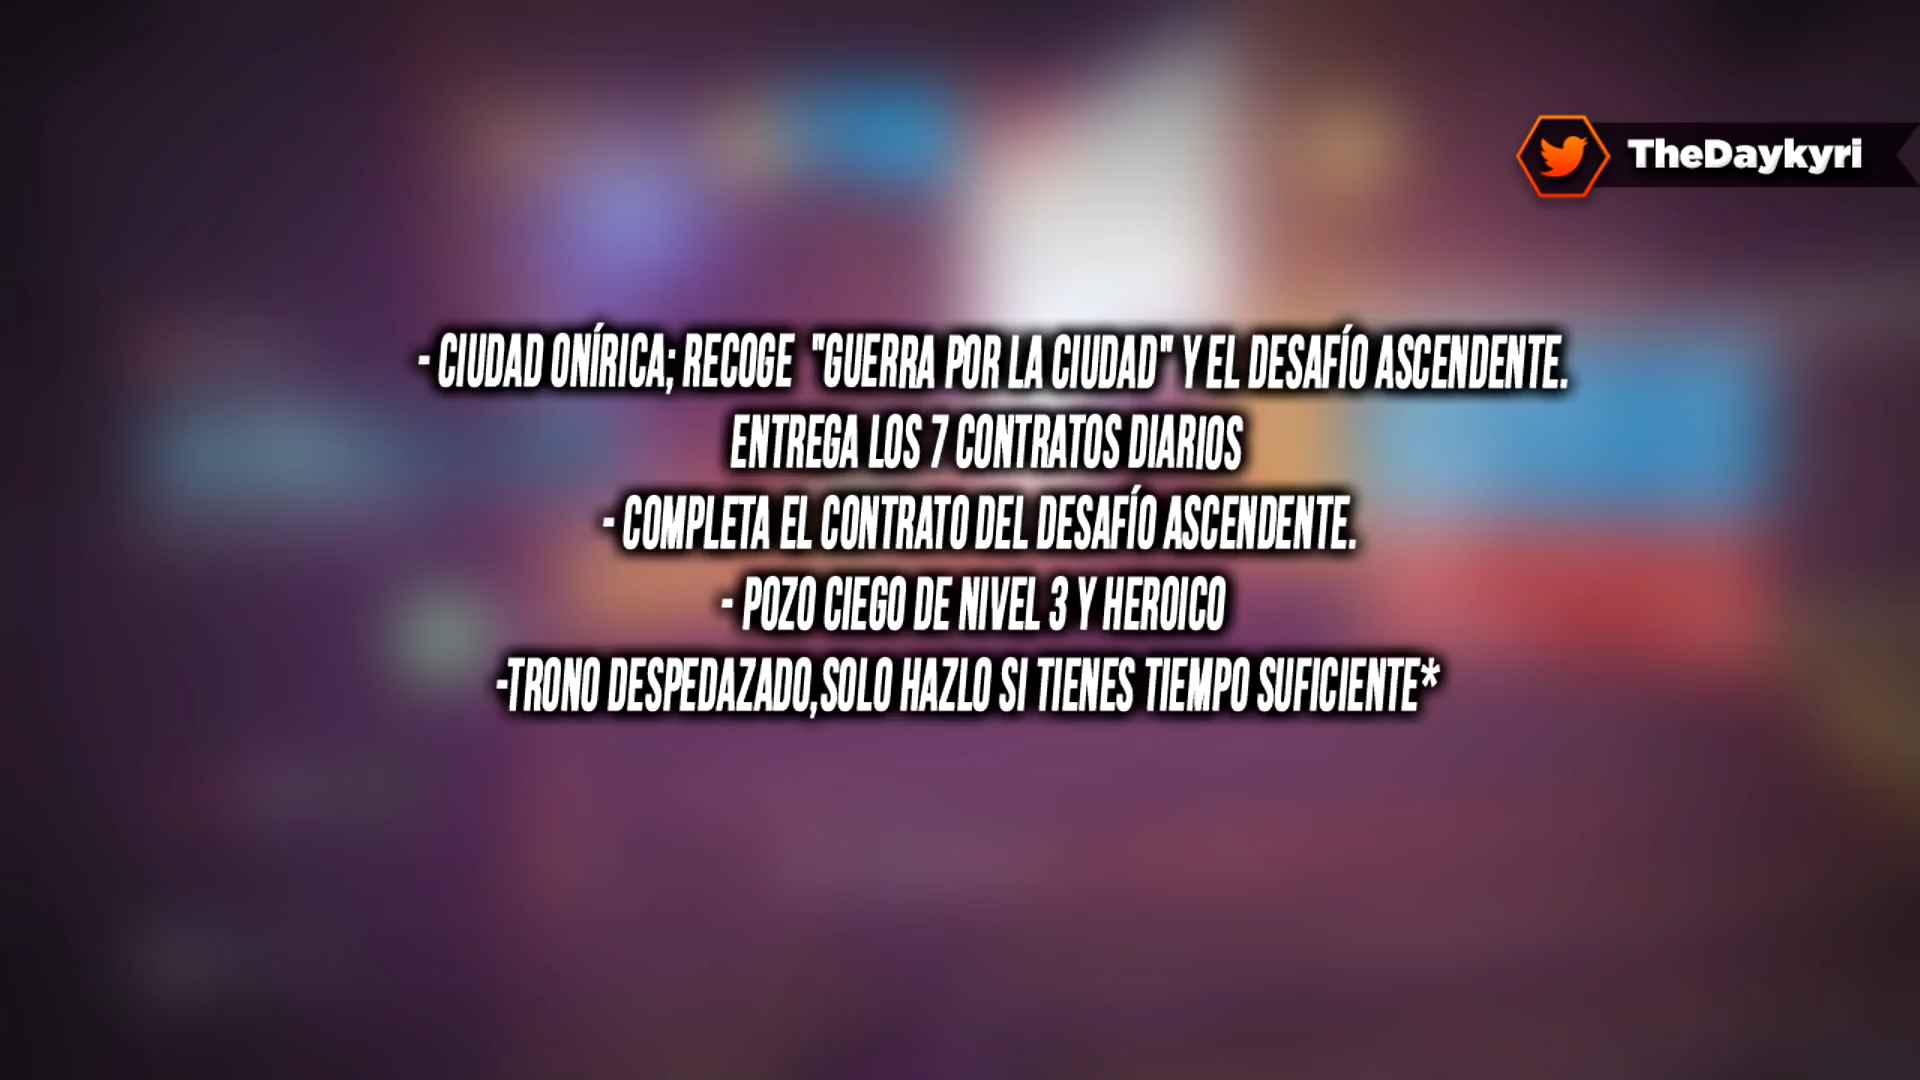 TheDaykyri
- CIUDAD ONÍRICA; RECOGE "GUERRA POR LA CIUDAD" Y EL DESAFÍO ASCENDENTE.
ENTREGA LOS 7 CONTRATOS DIARIOS
- COMPLETA EL CONTRATO DEL DESAFÍO ASCENDENTE.
- POZO CIEGO DE NIVEL 3 Y HEROICO
-TRONO DESPEDAZADO,SOLO HAZLO SI TIENES TIEMPO SUFICIENTE*